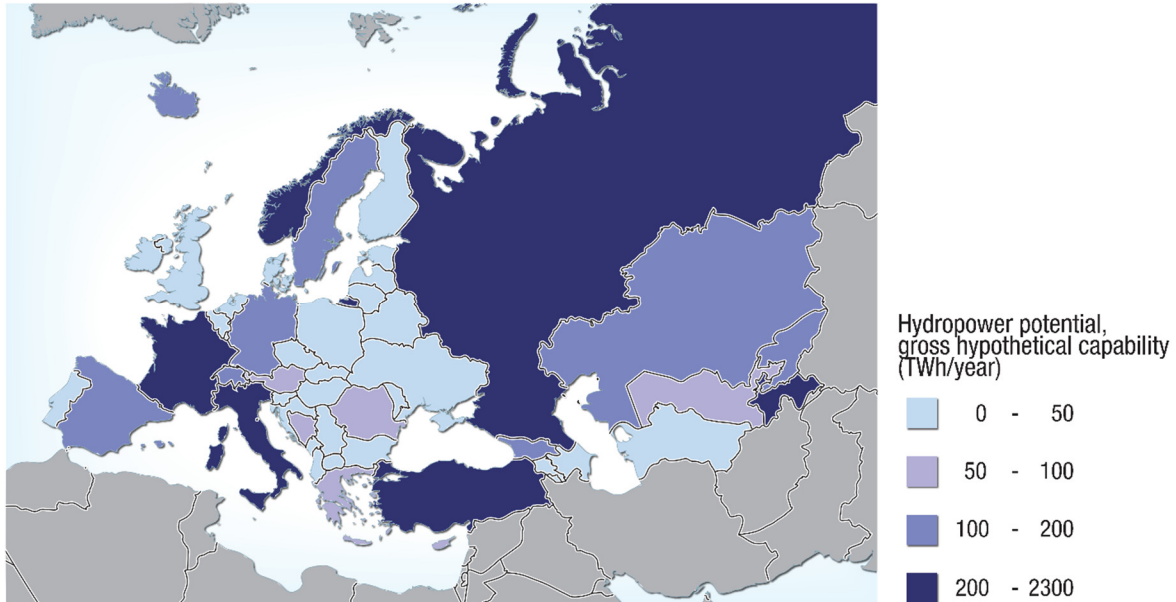 Hydropower potential,
gross hypothetical capability
(TWh/year)
0 - 50
50 - 100
100 - 200
200 - 2300